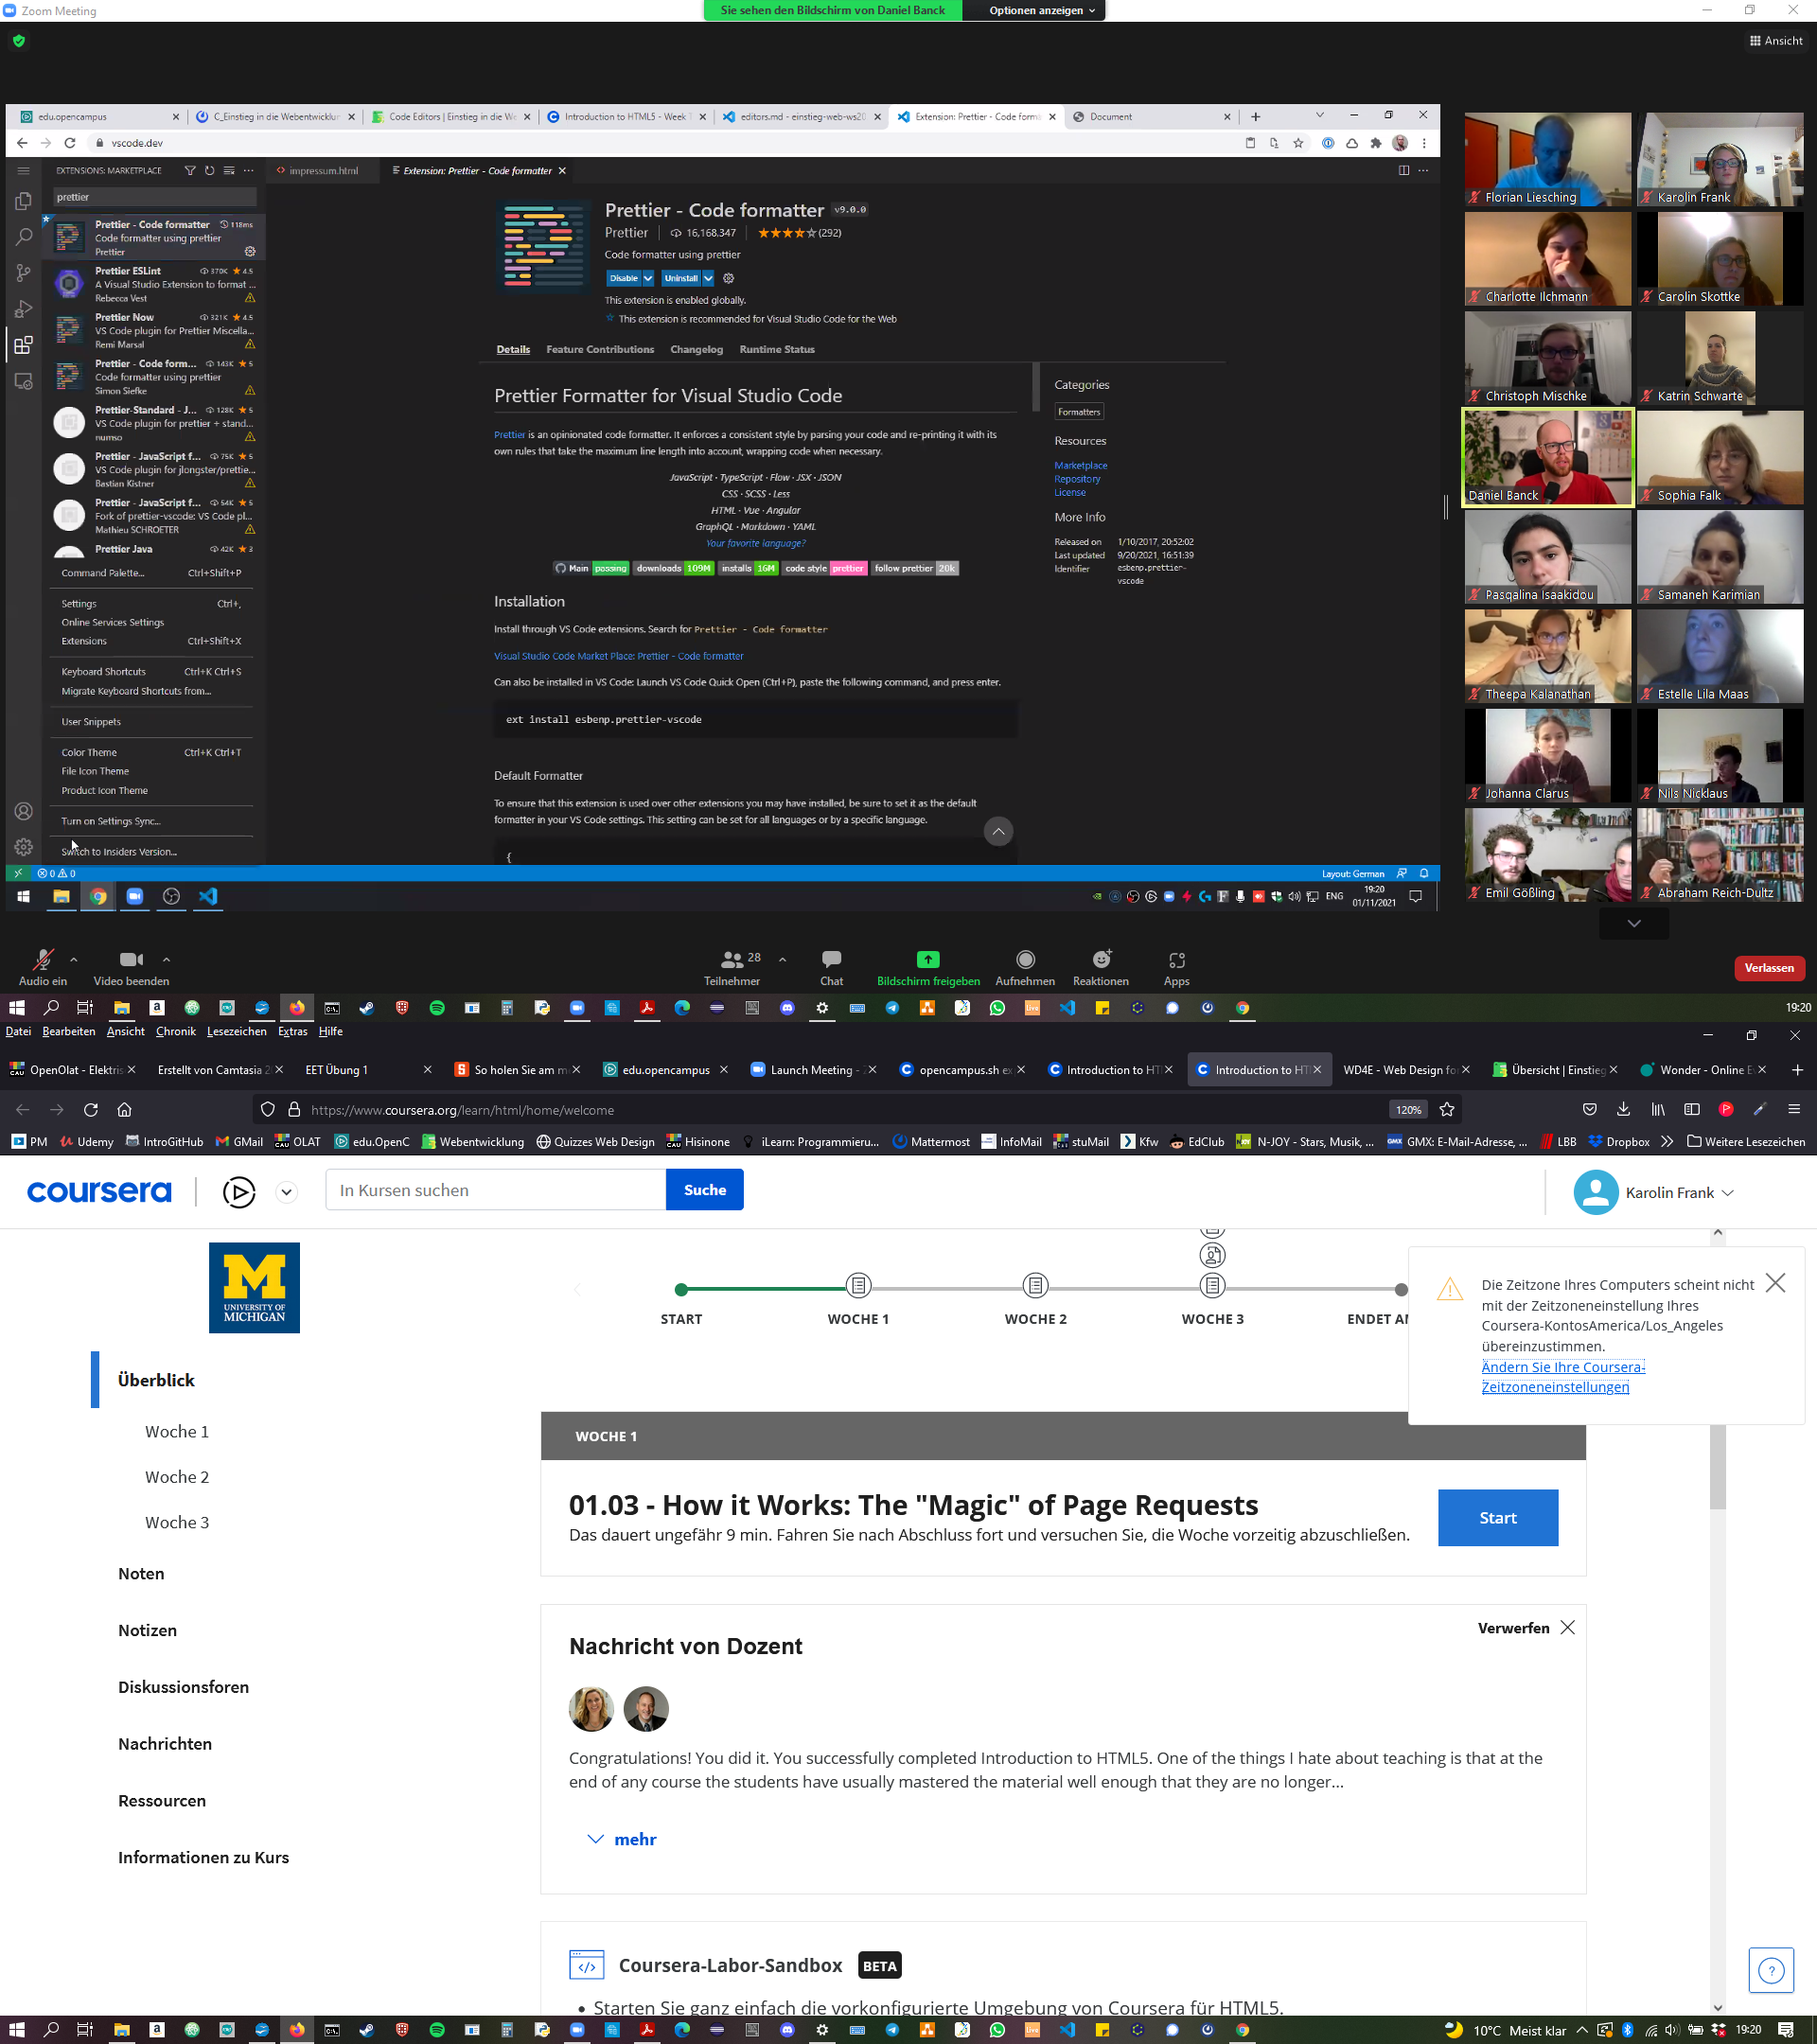 Zoom Meeting
Sie sehen den Bildschirm von Daniel Banck
Optionen anzeigen
Ansicht
edu.opencampus
C_Einstieg in die Webentwicklun
Code Editors | Einstieg in die We
Introduction to HTML5 - Week
editors.md - einstieg-web-ws20
Extension: Prettier - Code forma
Document
vscode.dev
EXTENSIONS: MARKETPLACE
impressum.html
Extension: Prettier - Code formatter
prettier
Prettier - Code formatter 118ms
Code formatter using prettier
Prettier
Prettier ESLint 370K 4.5
A Visual Studio Extension to format ...
Rebecca Vest
Prettier Now 321K 4.5
VS Code plugin for Prettier Miscella...
Remi Marsal
Prettier - Code form... 143K 5
Code formatter using prettier
Simon Siefke
Prettier-Standard - J... 128K 5
VS Code plugin for prettier + stand...
numso
Prettier - JavaScript f... 75K 5
VS Code plugin for jlongster/prettie...
Bastian Kistner
Prettier - JavaScript f... 54K 5
Fork of prettier-vscode: VS Code pl...
Mathieu SCHROETER
Prettier Java 42K 3
Command Palette... Ctrl+Shift+P
Settings Ctrl+,
Online Services Settings
Extensions Ctrl+Shift+X
Keyboard Shortcuts Ctrl+K Ctrl+S
Migrate Keyboard Shortcuts from...
User Snippets
Color Theme Ctrl+K Ctrl+T
File Icon Theme
Product Icon Theme
Turn on Settings Sync...
Switch to Insiders Version...
Prettier - Code formatter v9.0.0
Prettier 16,168,347 (292)
Code formatter using prettier
Disable Uninstall
This extension is enabled globally.
This extension is recommended for Visual Studio Code for the Web
Details Feature Contributions Changelog Runtime Status
Prettier Formatter for Visual Studio Code
Prettier is an opinionated code formatter. It enforces a consistent style by parsing your code and re-printing it with its
own rules that take the maximum line length into account, wrapping code when necessary.
JavaScript · TypeScript · Flow · JSX · JSON
CSS · SCSS · Less
HTML · Vue · Angular
GraphQL · Markdown · YAML
Your favorite language?
Main passing downloads 109M installs 16M code style prettier follow prettier 20k
Installation
Install through VS Code extensions. Search for Prettier - Code formatter
Visual Studio Code Market Place: Prettier - Code formatter
Can also be installed in VS Code: Launch VS Code Quick Open (Ctrl+P), paste the following command, and press enter.
ext install esbenp.prettier-vscode
Default Formatter
To ensure that this extension is used over other extensions you may have installed, be sure to set it as the default
formatter in your VS Code settings. This setting can be set for all languages or by a specific language.
{
Categories
Formatters
Resources
Marketplace
Repository
License
More Info
Released on 1/10/2017, 20:52:02
Last updated 9/20/2021, 16:51:39
Identifier esbenp.prettier-
vscode
0 0
Layout: German
ENG
19:20
01/11/2021
Florian Liesching
Karolin Frank
Charlotte Ilchmann
Carolin Skottke
Christoph Mischke
Katrin Schwarte
Daniel Banck
Sophia Falk
Pasqalina Isaakidou
Samaneh Karimian
Theepa Kalanathan
Estelle Lila Maas
Johanna Clarus
Nils Nicklaus
Emil Gößling
Abraham Reich-Dultz
Audio ein
Video beenden
28
Teilnehmer
Chat
Bildschirm freigeben
Aufnehmen
Reaktionen
Apps
Verlassen
19:20
Datei Bearbeiten Ansicht Chronik Lesezeichen Extras Hilfe
OpenOlat - Elektris
Erstellt von Camtasia 2
EET Übung 1
So holen Sie am m
edu.opencampus
Launch Meeting - Z
opencampus.sh ex
Introduction to HT
Introduction to HT
WD4E - Web Design fo
Übersicht | Einstieg
Wonder - Online Ev
https://www.coursera.org/learn/html/home/welcome
120%
PM
Udemy
IntroGitHub
GMail
OLAT
edu.OpenC
Webentwicklung
Quizzes Web Design
Hisinone
iLearn: Programmieru...
Mattermost
InfoMail
stuMail
Kfw
EdClub
N-JOY - Stars, Musik, ...
GMX: E-Mail-Adresse, ...
LBB
Dropbox
Weitere Lesezeichen
coursera
In Kursen suchen
Suche
Karolin Frank
M
UNIVERSITY OF
MICHIGAN
START
WOCHE 1
WOCHE 2
WOCHE 3
ENDET AM
Die Zeitzone Ihres Computers scheint nicht
mit der Zeitzoneneinstellung Ihres
Coursera-KontosAmerica/Los_Angeles
übereinzustimmen.
Ändern Sie Ihre Coursera-
Zeitzoneneinstellungen
Überblick
Woche 1
Woche 2
Woche 3
Noten
Notizen
Diskussionsforen
Nachrichten
Ressourcen
Informationen zu Kurs
WOCHE 1
01.03 - How it Works: The "Magic" of Page Requests
Das dauert ungefähr 9 min. Fahren Sie nach Abschluss fort und versuchen Sie, die Woche vorzeitig abzuschließen.
Start
Verwerfen
Nachricht von Dozent
Congratulations! You did it. You successfully completed Introduction to HTML5. One of the things I hate about teaching is that at the
end of any course the students have usually mastered the material well enough that they are no longer...
mehr
Coursera-Labor-Sandbox BETA
Starten Sie ganz einfach die vorkonfigurierte Umgebung von Coursera für HTML5.
10°C Meist klar
19:20